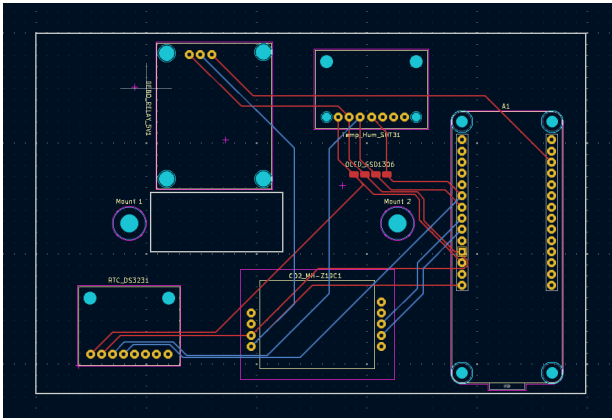 A1
Temp_Hum_SHT31
OLED_SSD1306
Mount 1
Mount 2
RTC_DS3231
CO2_MH-Z19C1